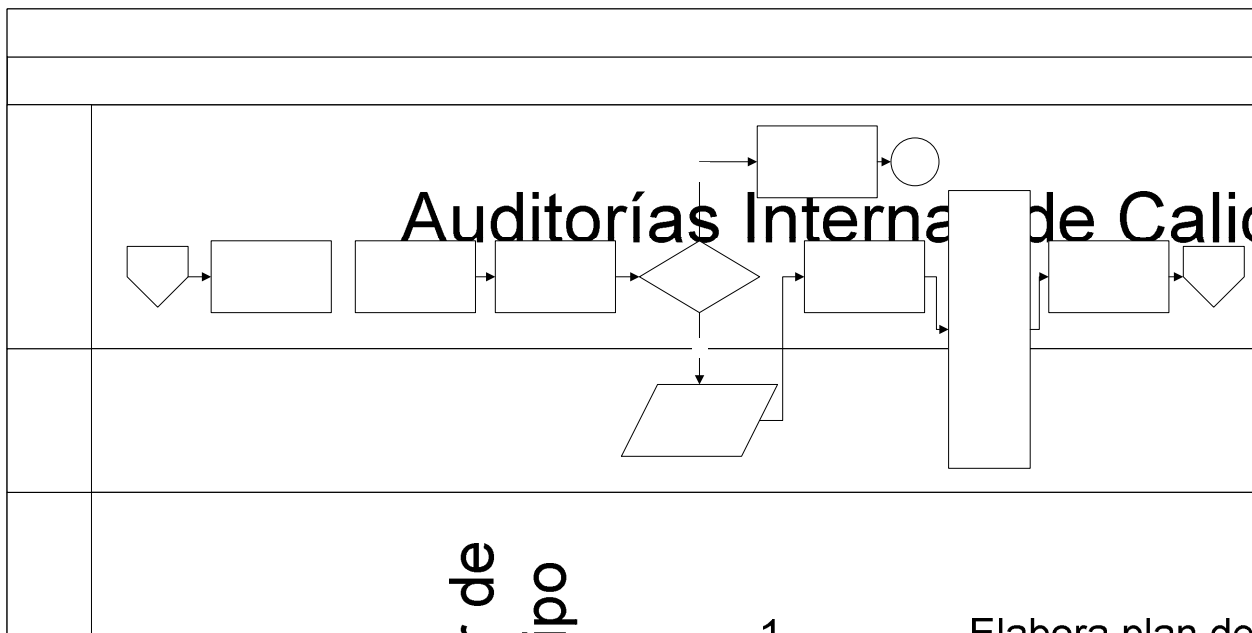 Auditorías Interna de Calid
r de
ipo
1
Elabora plan de